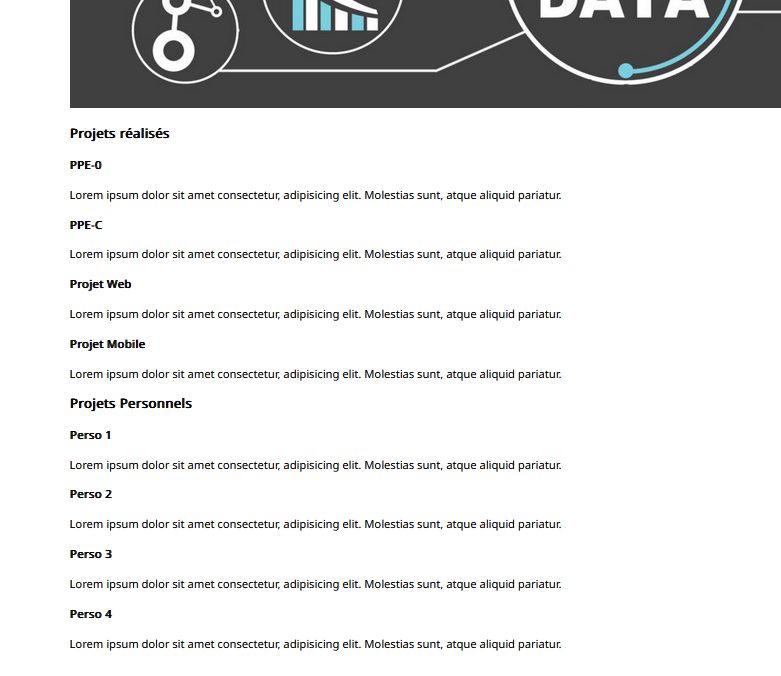 DATA
Projets réalisés
PPE-0
Lorem ipsum dolor sit amet consectetur, adipisicing elit. Molestias sunt, atque aliquid pariatur.
PPE-C
Lorem ipsum dolor sit amet consectetur, adipisicing elit. Molestias sunt, atque aliquid pariatur.
Projet Web
Lorem ipsum dolor sit amet consectetur, adipisicing elit. Molestias sunt, atque aliquid pariatur.
Projet Mobile
Lorem ipsum dolor sit amet consectetur, adipisicing elit. Molestias sunt, atque aliquid pariatur.
Projets Personnels
Perso 1
Lorem ipsum dolor sit amet consectetur, adipisicing elit. Molestias sunt, atque aliquid pariatur.
Perso 2
Lorem ipsum dolor sit amet consectetur, adipisicing elit. Molestias sunt, atque aliquid pariatur.
Perso 3
Lorem ipsum dolor sit amet consectetur, adipisicing elit. Molestias sunt, atque aliquid pariatur.
Perso 4
Lorem ipsum dolor sit amet consectetur, adipisicing elit. Molestias sunt, atque aliquid pariatur.